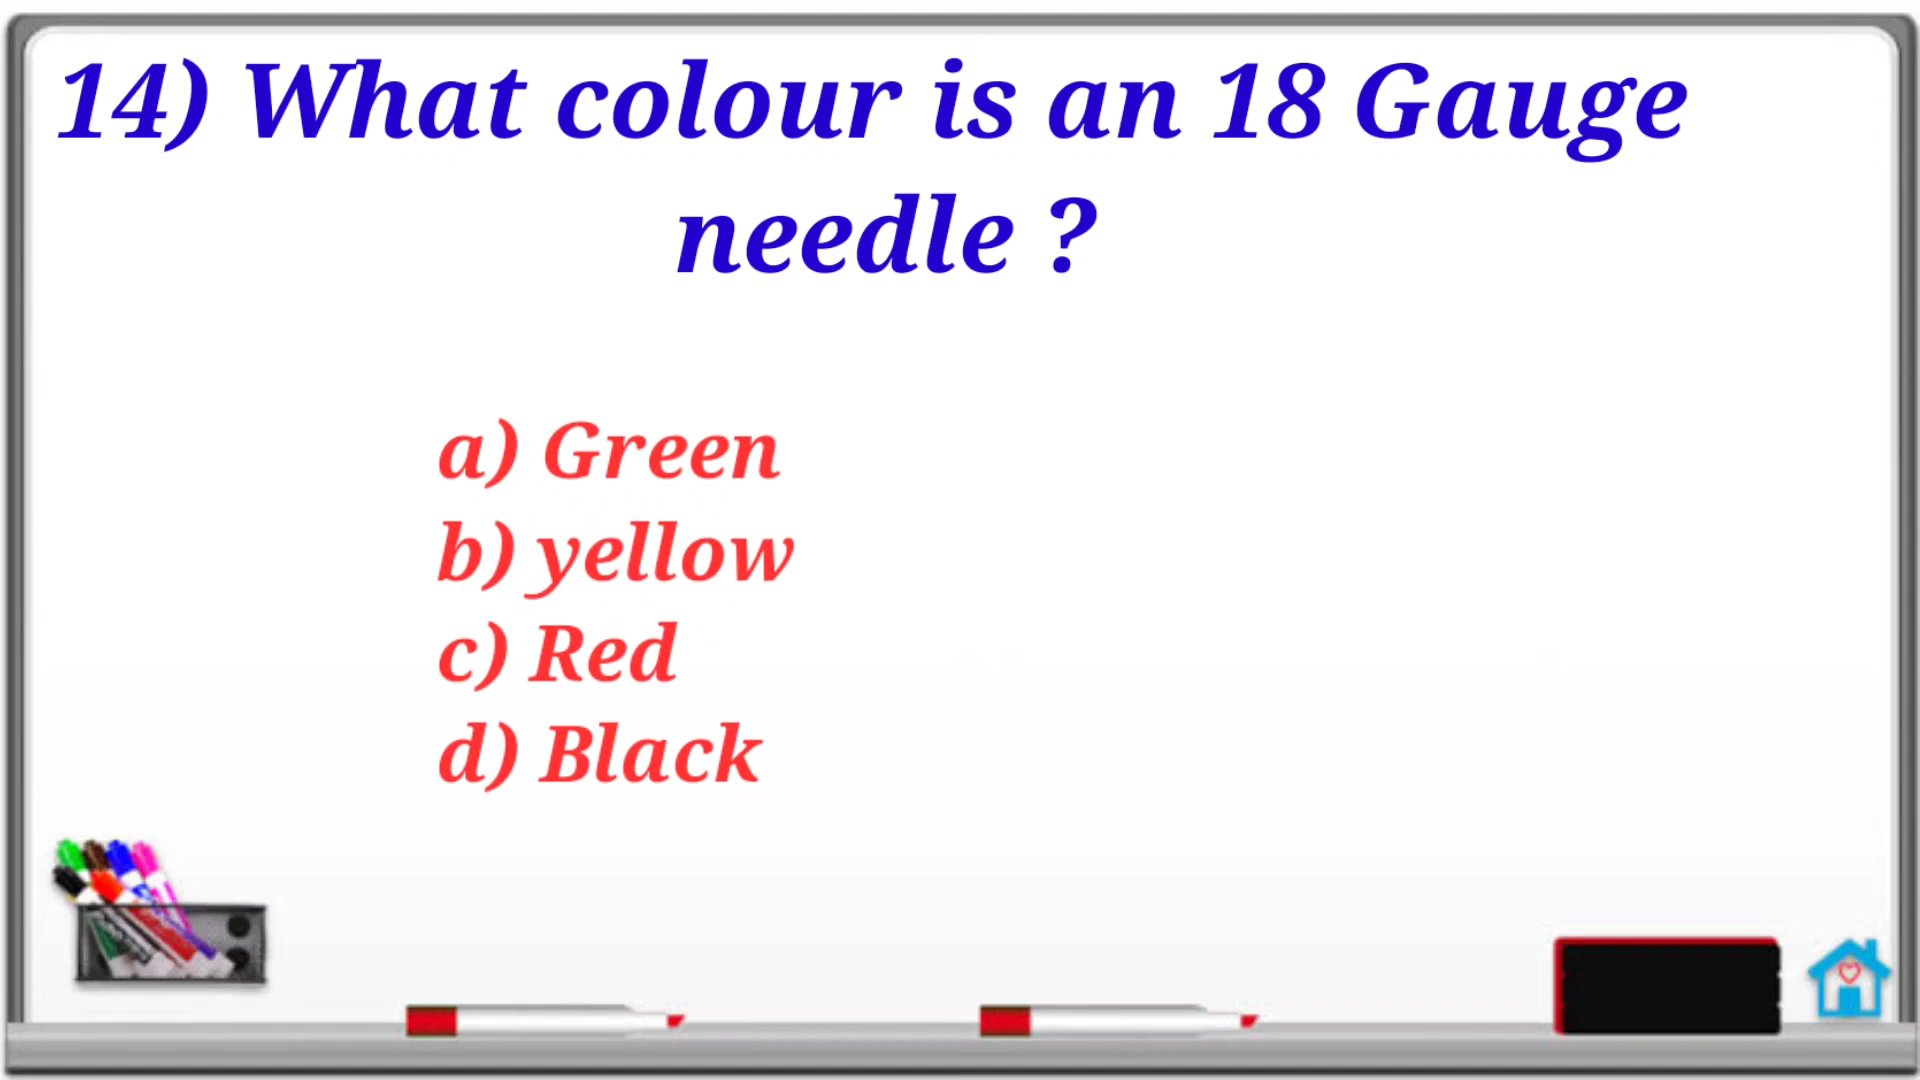 14) What colour is an 18 Gauge
needle ?
a) Green
b) yellow
c) Red
d) Black